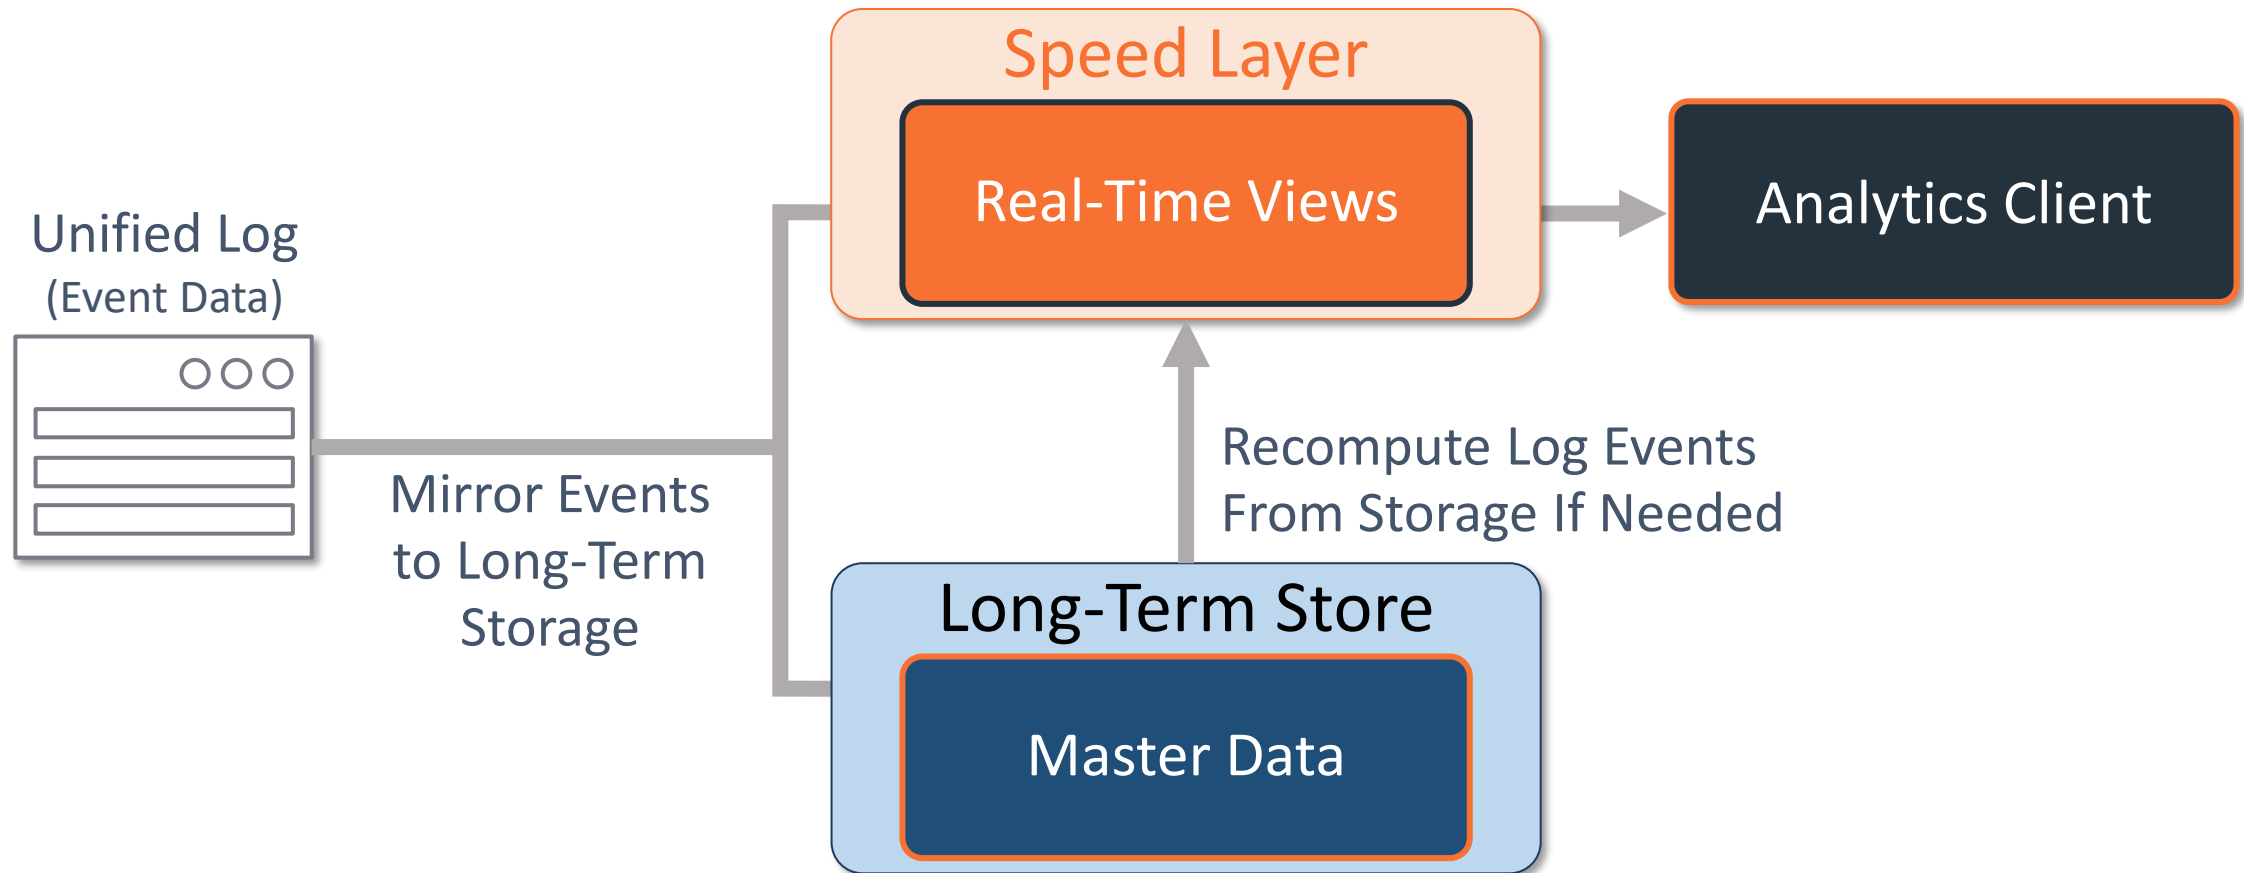 Unified Log
(Event Data)
Mirror Events
to Long-Term
Storage
Speed Layer
Real-Time Views
Analytics Client
Recompute Log Events
From Storage If Needed
Long-Term Store
Master Data